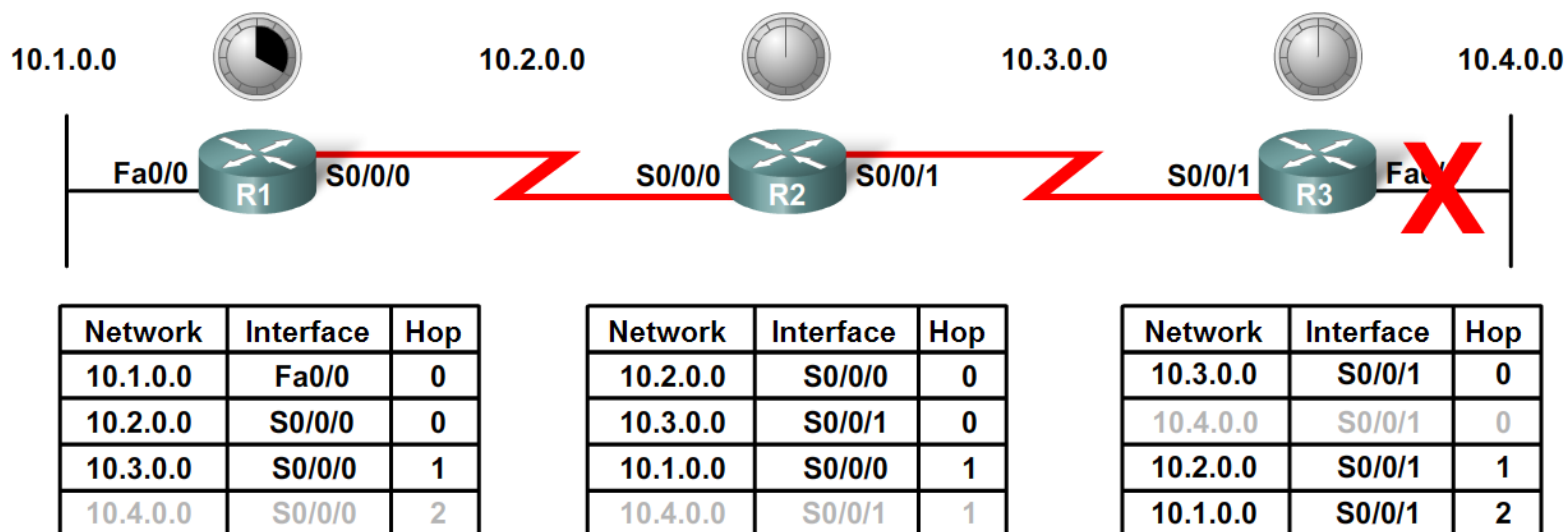 10.1.0.0 10.2.0.0 10.3.0.0 10.4.0.0
Fa0/0 R1 S0/0/0 S0/0/0 R2 S0/0/1 S0/0/1 R3
Network Interface Hop
10.1.0.0 Fa0/0 0
10.2.0.0 S0/0/0 0
10.3.0.0 S0/0/0 1
10.4.0.0 S0/0/0 2
Network Interface Hop
10.2.0.0 S0/0/0 0
10.3.0.0 S0/0/1 0
10.1.0.0 S0/0/0 1
10.4.0.0 S0/0/1 1
Network Interface Hop
10.3.0.0 S0/0/1 0
10.4.0.0 S0/0/1 0
10.2.0.0 S0/0/1 1
10.1.0.0 S0/0/1 2